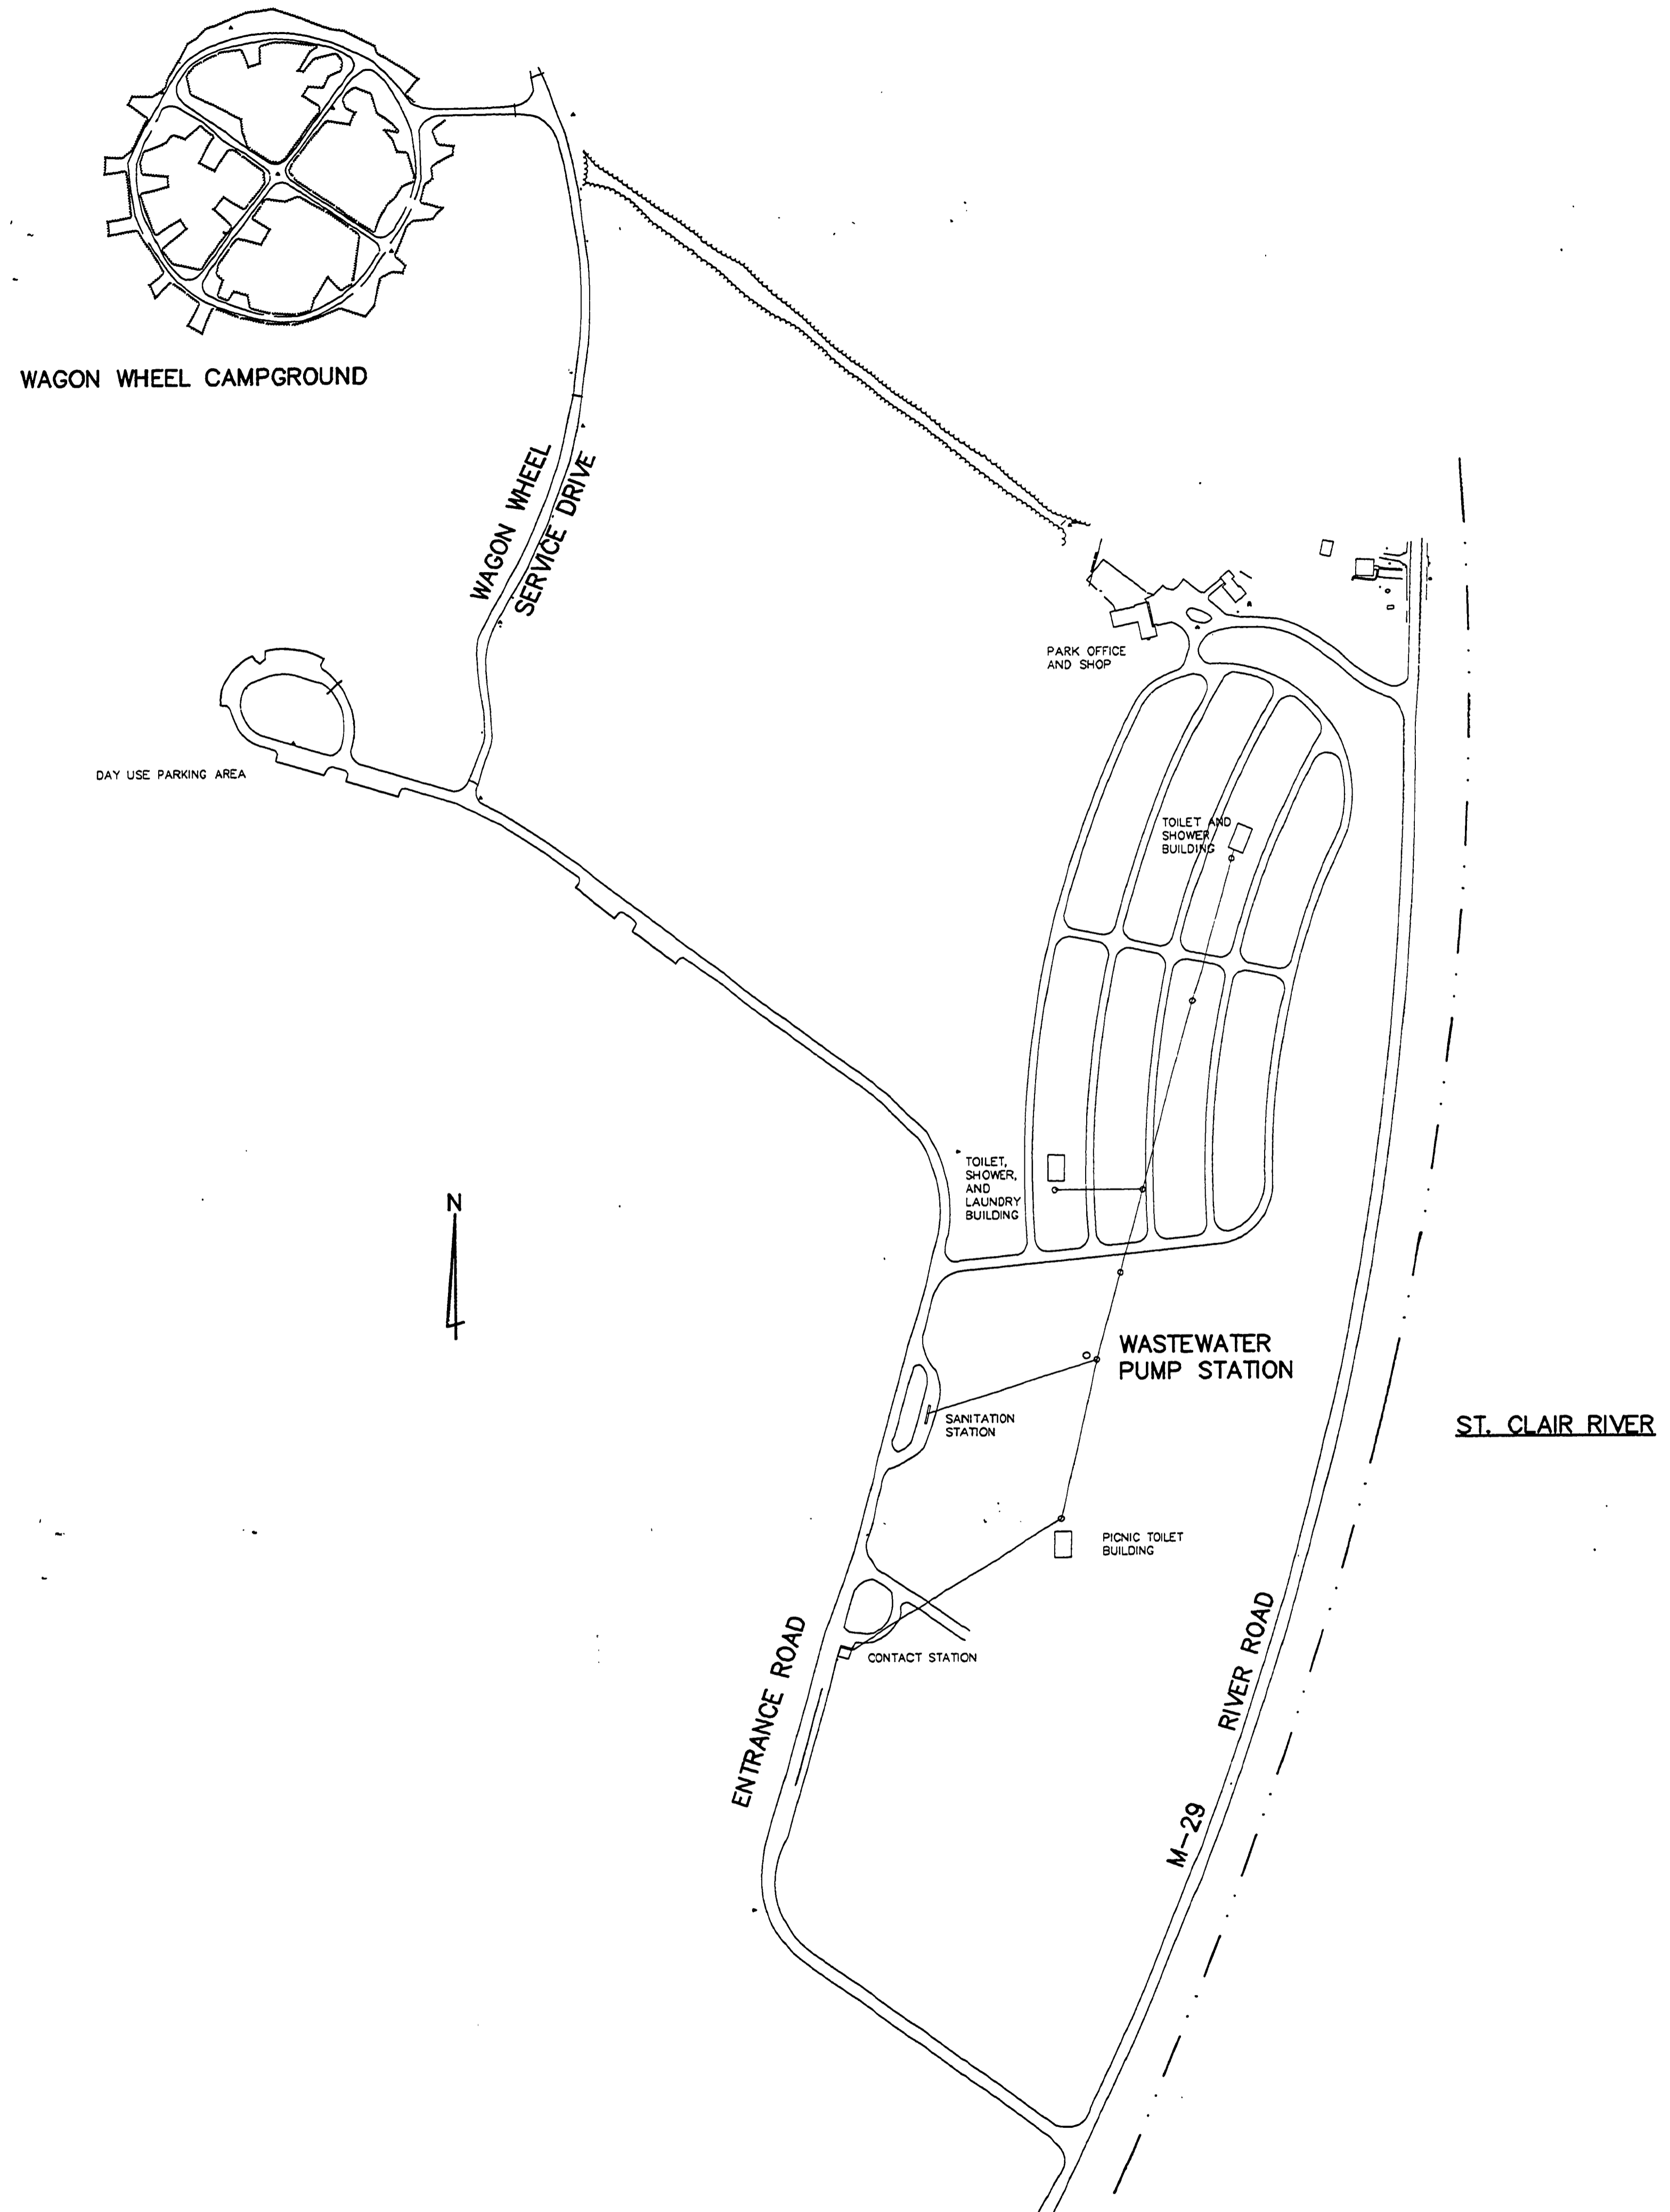 WAGON WHEEL CAMPGROUND
WAGON WHEEL
SERVICE DRIVE
PARK OFFICE
AND SHOP
DAY USE PARKING AREA
TOILET AND
SHOWER
BUILDING
TOILET,
SHOWER,
AND
LAUNDRY
BUILDING
N
WASTEWATER
PUMP STATION
SANITATION
STATION
ST. CLAIR RIVER
PICNIC TOILET
BUILDING
CONTACT STATION
ENTRANCE ROAD
RIVER ROAD
M-29